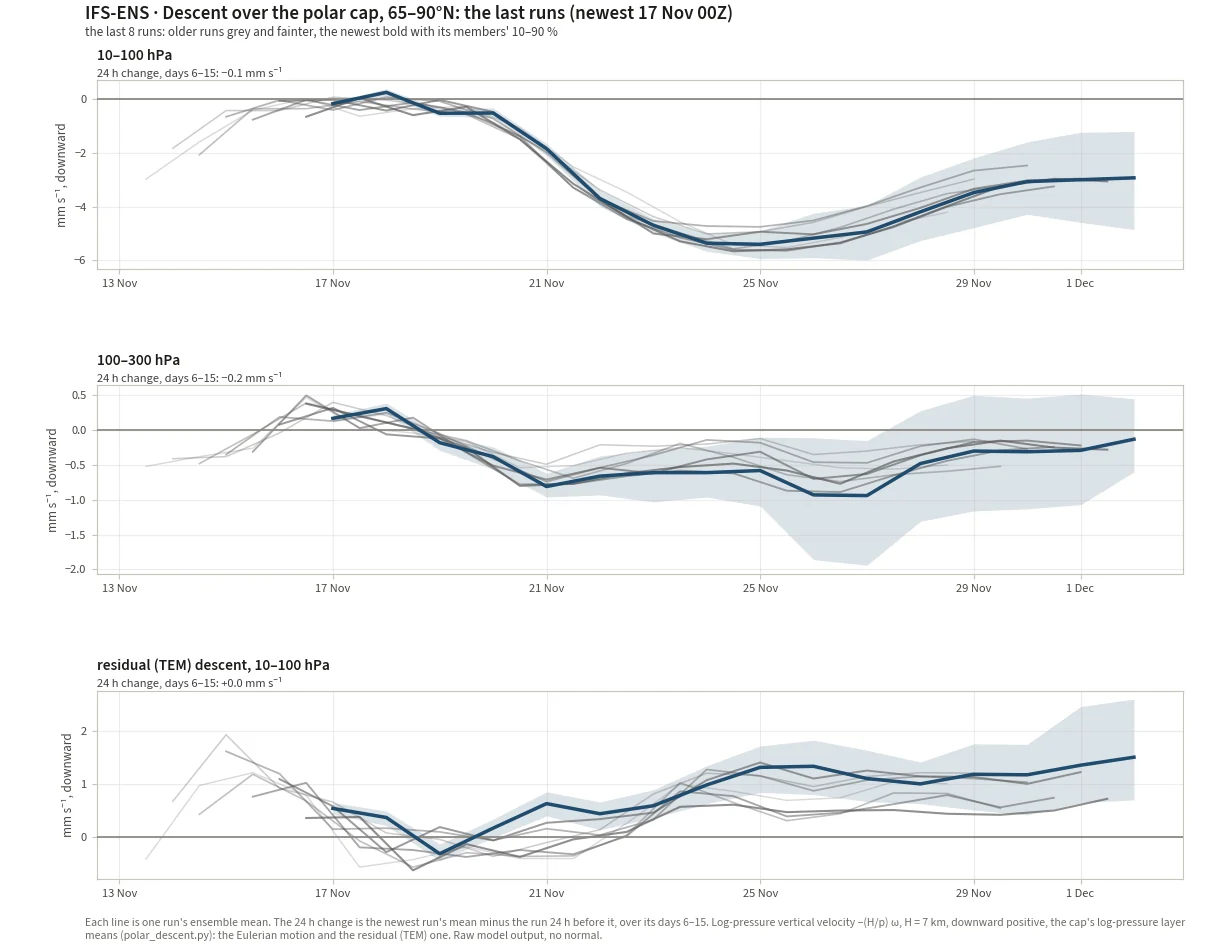 IFS-ENS · Descent over the polar cap, 65–90°N: the last runs (newest 17 Nov 00Z)
the last 8 runs: older runs grey and fainter, the newest bold with its members' 10–90 %
10–100 hPa
24 h change, days 6–15: −0.1 mm s⁻¹
mm s⁻¹, downward
0
−2
−4
−6
13 Nov
17 Nov
21 Nov
25 Nov
29 Nov
1 Dec
100–300 hPa
24 h change, days 6–15: −0.2 mm s⁻¹
mm s⁻¹, downward
0.5
0.0
−0.5
−1.0
−1.5
−2.0
13 Nov
17 Nov
21 Nov
25 Nov
29 Nov
1 Dec
residual (TEM) descent, 10–100 hPa
24 h change, days 6–15: +0.0 mm s⁻¹
mm s⁻¹, downward
2
1
0
13 Nov
17 Nov
21 Nov
25 Nov
29 Nov
1 Dec
Each line is one run's ensemble mean. The 24 h change is the newest run's mean minus the run 24 h before it, over its days 6–15. Log-pressure vertical velocity −(H/p) ω, H = 7 km, downward positive, the cap's log-pressure layer
means (polar_descent.py): the Eulerian motion and the residual (TEM) one. Raw model output, no normal.